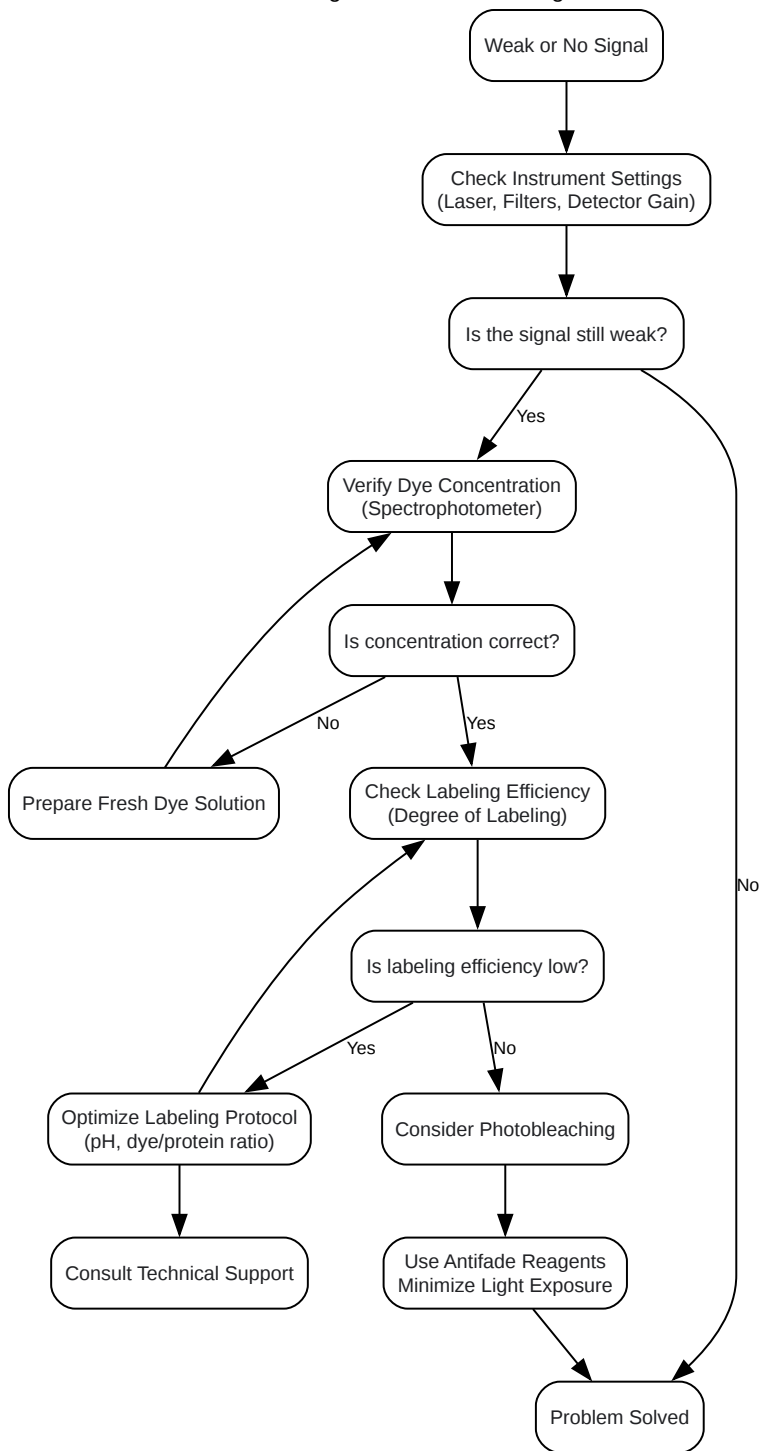 Weak or No Signal
Check Instrument Settings
(Laser, Filters, Detector Gain)
Is the signal still weak?
Yes
Verify Dye Concentration
(Spectrophotometer)
Is concentration correct?
No
Yes
Prepare Fresh Dye Solution
Check Labeling Efficiency
(Degree of Labeling)
No
Is labeling efficiency low?
Yes
No
Optimize Labeling Protocol
(pH, dye/protein ratio)
Consider Photobleaching
Consult Technical Support
Use Antifade Reagents
Minimize Light Exposure
Problem Solved